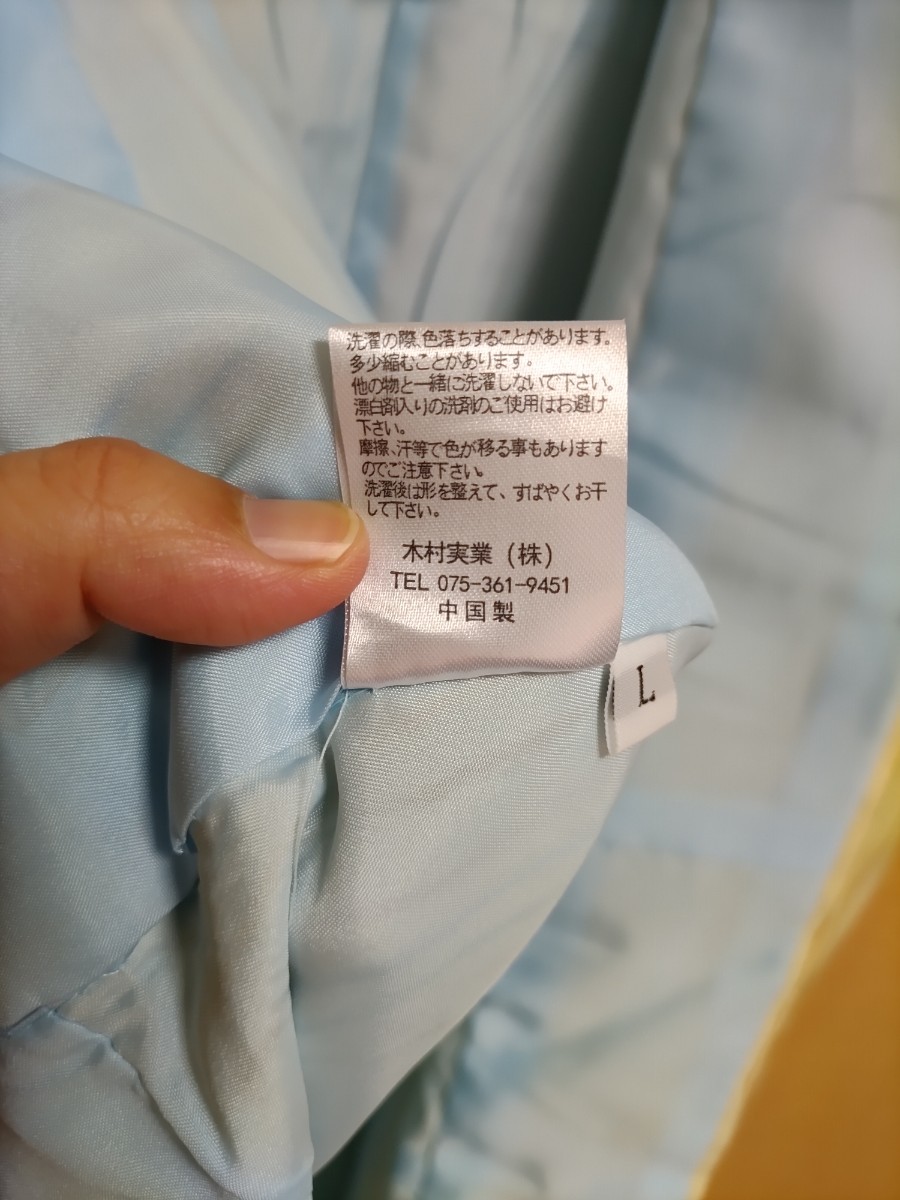 洗濯の際、色落ちすることがあります。
多少縮むことがあります。
他の物と一緒に洗濯しないで下さい。
漂白剤入りの洗剤のご使用はお避け
下さい。
摩擦、汗等で色が移る事もあります
のでご注意下さい。
洗濯後は形を整えて、すばやくお干
して下さい。
木村実業(株)
TEL 075-361-9451
中国製
L